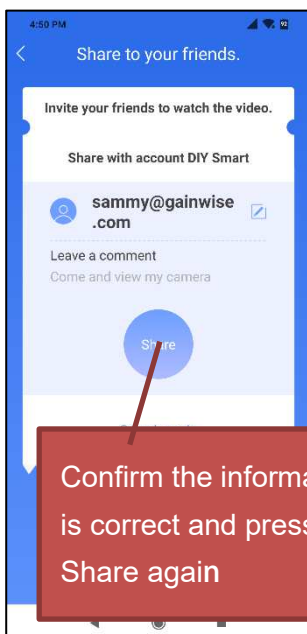 4:50 PM
92
Share to your friends.
Invite your friends to watch the video.
Share with account DIY Smart
sammy@gainwise
.com
Leave a comment
Come and view my camera
Share
Confirm the informa
is correct and press
Share again